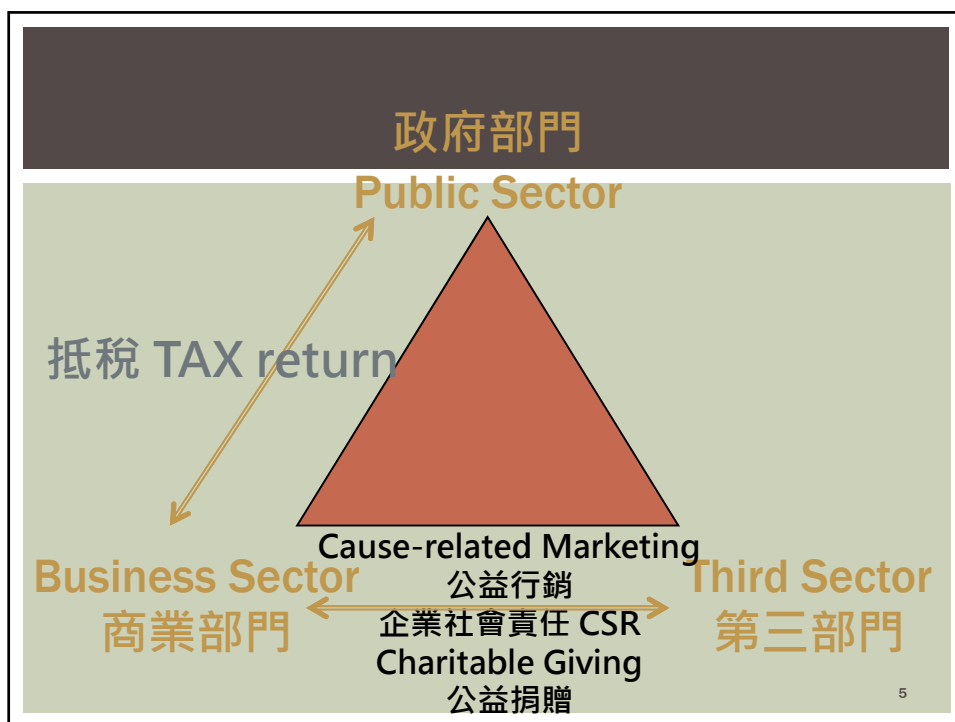 政府部門
Public Sector
抵稅 TAX return
Business Sector
商業部門
Cause-related Marketing
公益行銷
企業社會責任 CSR
Charitable Giving
公益捐贈
Third Sector
第三部門
5